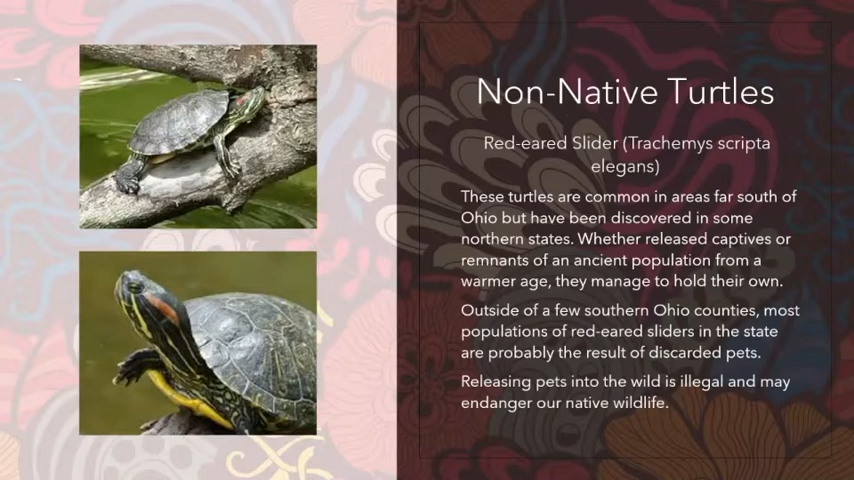 Non-Native Turtles
Red-eared Slider (Trachemys scripta
elegans)
These turtles are common in areas far south of
Ohio but have been discovered in some
northern states. Whether released captives or
remnants of an ancient population from a
warmer age, they manage to hold their own.
Outside of a few southern Ohio counties, most
populations of red-eared sliders in the state
are probably the result of discarded pets.
Releasing pets into the wild is illegal and may
endanger our native wildlife.